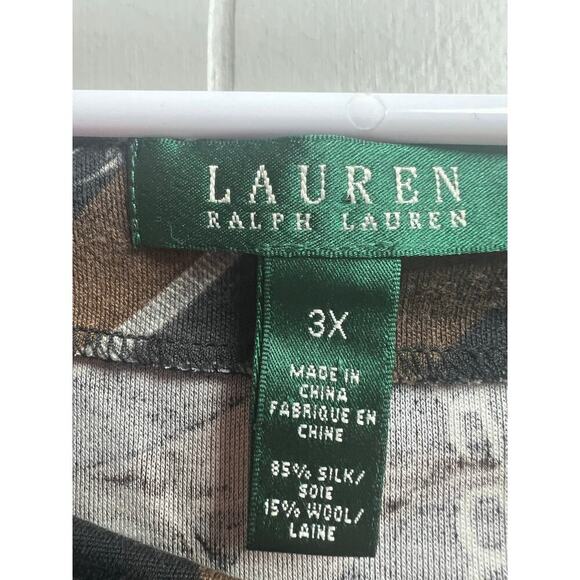 LAUREN
RALPH LAUREN
3X
MADE IN
CHINA
FABRIQUE EN
CHINE
85% SILK/
SOIE
15% WOOL/
LAINE